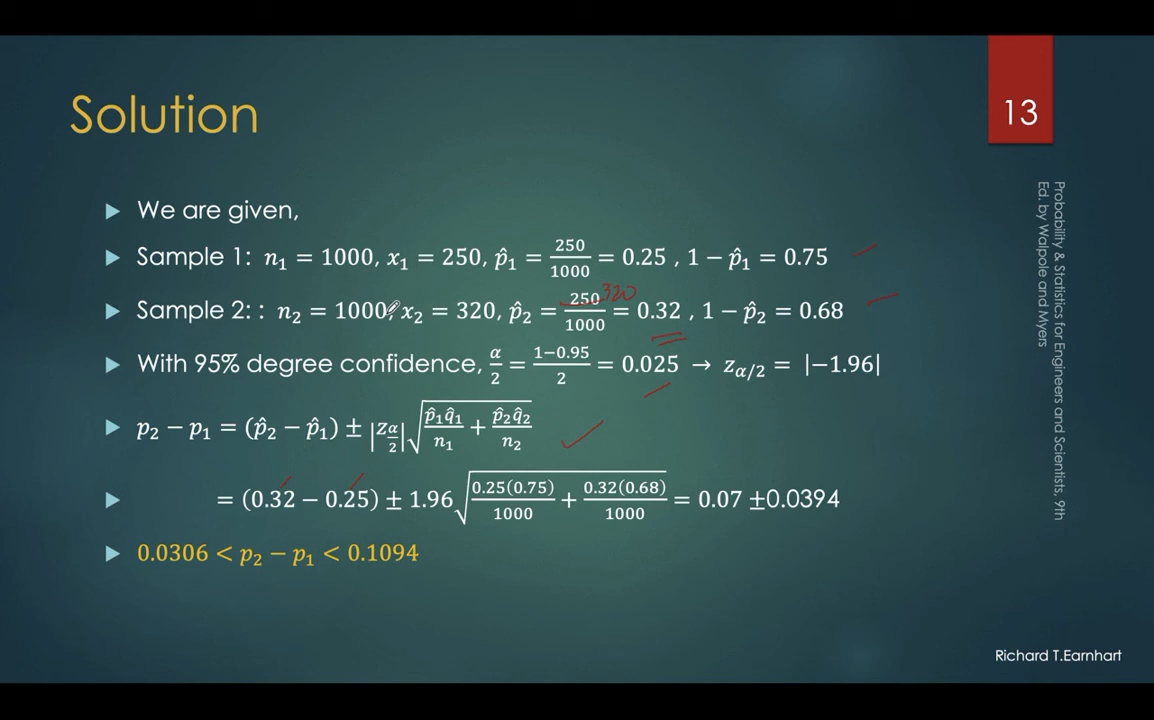 Solution
13
We are given,
Sample 1: n₁ = 1000, x₁ = 250, p̂₁ = 250/1000 = 0.25 , 1 − p̂₁ = 0.75
320
Sample 2: : n₂ = 1000, x₂ = 320, p̂₂ = 250/1000 = 0.32 , 1 − p̂₂ = 0.68
With 95% degree confidence, α/2 = (1−0.95)/2 = 0.025 → z_{α/2} = |−1.96|
p₂ − p₁ = (p̂₂ − p̂₁) ± |z_{α/2}| √(p̂₁q̂₁/n₁ + p̂₂q̂₂/n₂)
= (0.32 − 0.25) ± 1.96 √(0.25(0.75)/1000 + 0.32(0.68)/1000) = 0.07 ±0.0394
0.0306 < p₂ − p₁ < 0.1094
Probability & Statistics for Engineers and Scientists, 9th
Ed. by Walpole and Myers
Richard T.Earnhart